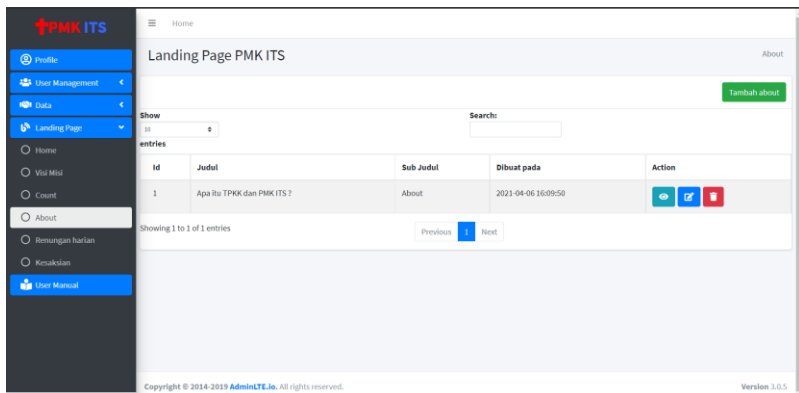 PMK ITS
Home
Profile
User Management
Data
Landing Page
Home
Visi Misi
Count
About
Renungan harian
Kesaksian
User Manual
Landing Page PMK ITS
About
Tambah about
Show
10
entries
Search:
Id Judul Sub Judul Dibuat pada Action
1 Apa itu TPKK dan PMK ITS ? About 2021-04-06 16:09:50
Showing 1 to 1 of 1 entries
Previous 1 Next
Copyright © 2014-2019 AdminLTE.io. All rights reserved.
Version 3.0.5